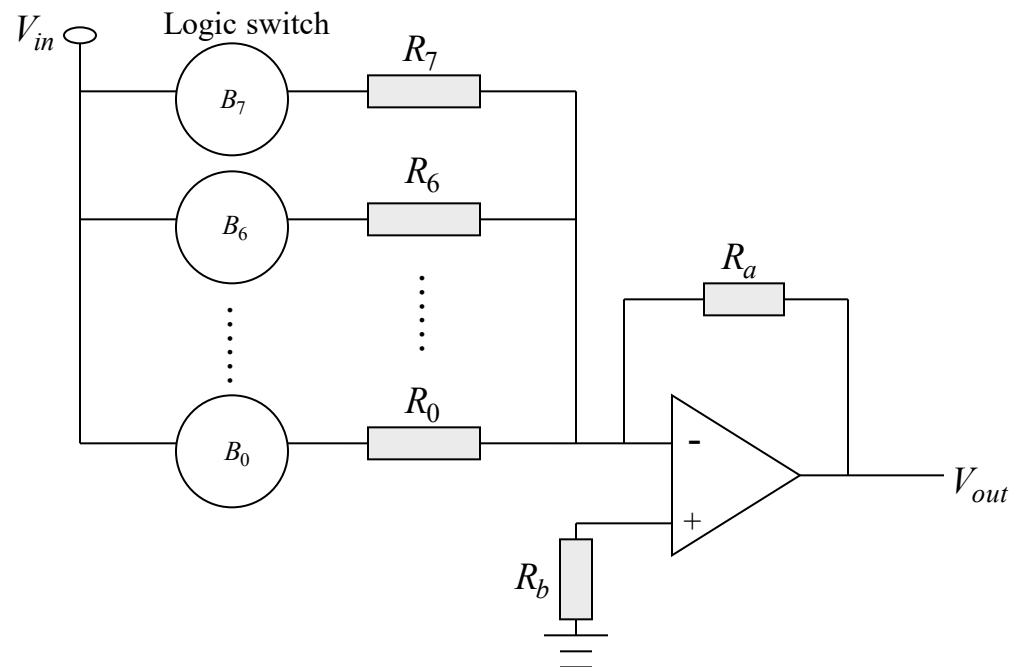 Logic switch
V_in
R_7
B_7
R_6
B_6
R_a
R_0
B_0
-
V_out
+
R_b